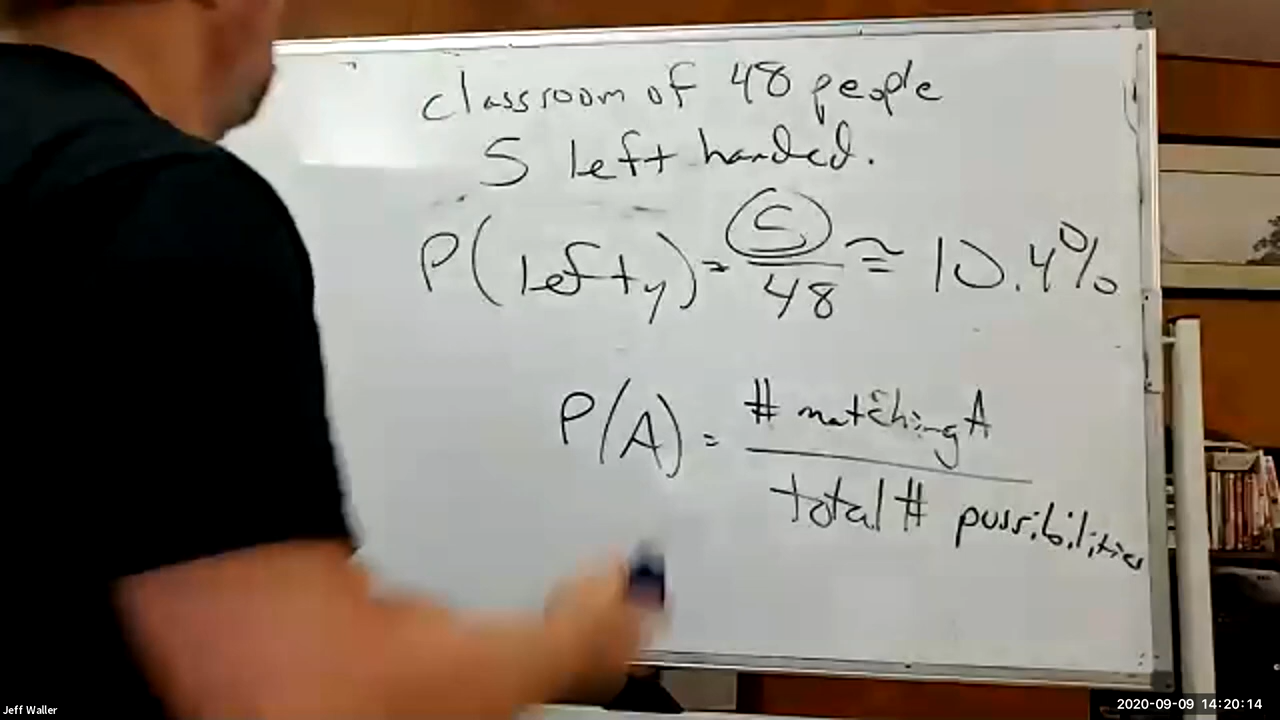 classroom of 48 people
5 left handed.
P(lefty) = 5/48 ≅ 10.4%
P(A) = # matching A / total # possibilities
Jeff Waller
2020-09-09 14:20:14